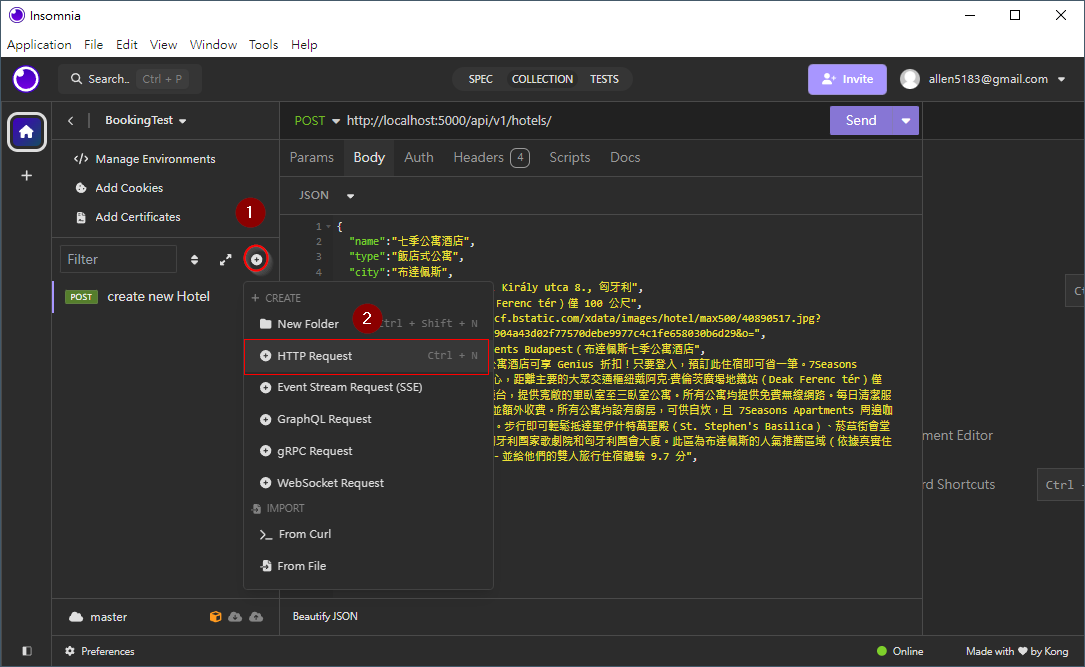 Insomnia
Application File Edit View Window Tools Help
Search.. Ctrl + P
SPEC COLLECTION TESTS
Invite
allen5183@gmail.com
BookingTest
POST http://localhost:5000/api/v1/hotels/
Send
Manage Environments
Add Cookies
Add Certificates
1
Params Body Auth Headers 4 Scripts Docs
JSON
Filter
POST create new Hotel
1 {
2 "name":"七季公寓酒店",
3 "type":"飯店式公寓",
4 "city":"布達佩斯",
Király utca 8., 匈牙利",
Ferenc tér)僅 100 公尺",
cf.bstatic.com/xdata/images/hotel/max500/40890517.jpg?
904a43d02f77570debe9977c4c1fe658030b6d29&o=",
ents Budapest(布達佩斯七季公寓酒店"
公寓酒店可享 Genius 折扣！只要登入，預訂此住宿即可省一筆。7Seasons
心，距離主要的大眾交通樞紐戴阿克·費倫茨廣場地鐵站(Deak Ferenc tér)僅
台，提供寬敞的單臥室至三臥室公寓。所有公寓均提供免費無線網路。每日清潔服
並額外收費。所有公寓均設有廚房，可供自炊，且 7Seasons Apartments 周邊咖
。步行即可輕鬆抵達聖伊什特萬聖殿(St. Stephen's Basilica)、菸草街會堂
匈牙利國家歌劇院和匈牙利國會大廈。此區為布達佩斯的人氣推薦區域(依據真實住
- 並給他們的雙人旅行住宿體驗 9.7 分",
CREATE
New Folder 2 Ctrl + Shift + N
HTTP Request Ctrl + N
Event Stream Request (SSE)
GraphQL Request
gRPC Request
WebSocket Request
IMPORT
From Curl
From File
ment Editor
rd Shortcuts Ctrl
master
Beautify JSON
Preferences
Online
Made with ❤ by Kong